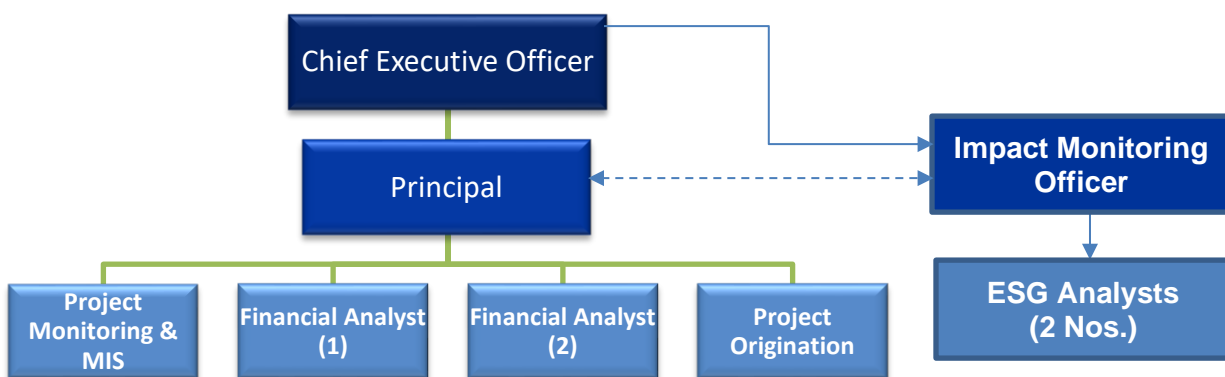 Chief Executive Officer
Impact Monitoring
Officer
Principal
Project
Monitoring &
MIS
Financial Analyst
(1)
Financial Analyst
(2)
Project
Origination
ESG Analysts
(2 Nos.)